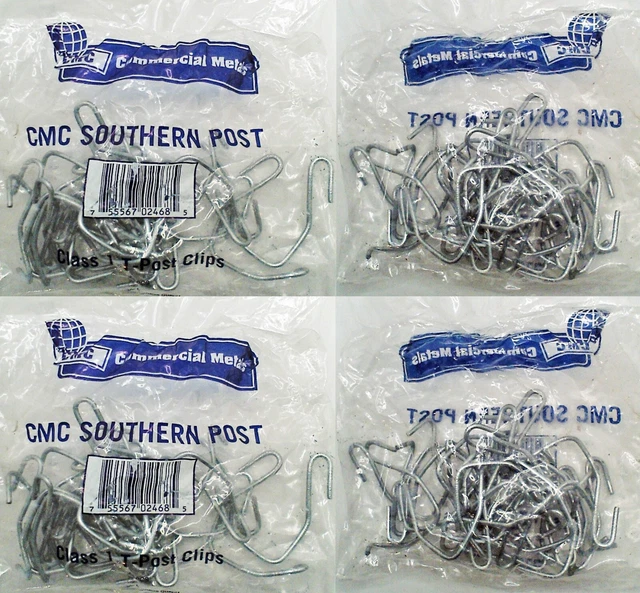 CMC
Commercial Metals
CMC SOUTHERN POST
7 55567 02468 5
Class 1 T-Post Clips
Commercial Metals
CMC SOUTHERN POST
CMC
Commercial Metals
CMC SOUTHERN POST
7 55567 02468 5
Class 1 T-Post Clips
Commercial Metals
CMC SOUTHERN POST